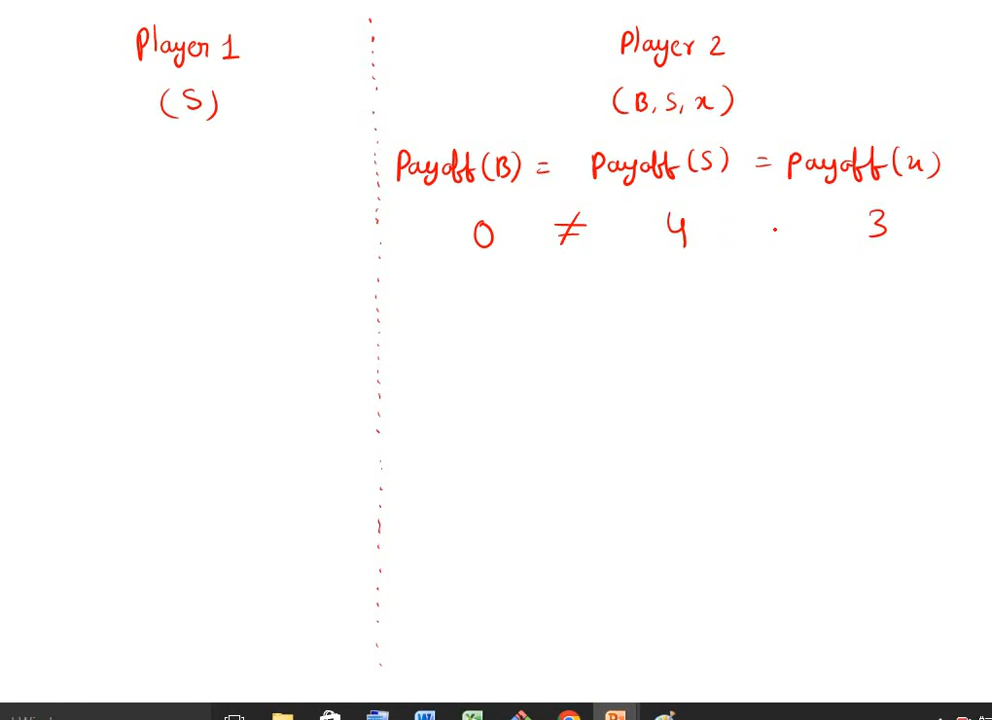 Player 1
(S)
Player 2
(B, S, x)
Payoff(B) = Payoff(S) = Payoff(x)
0 ≠ 4 . 3